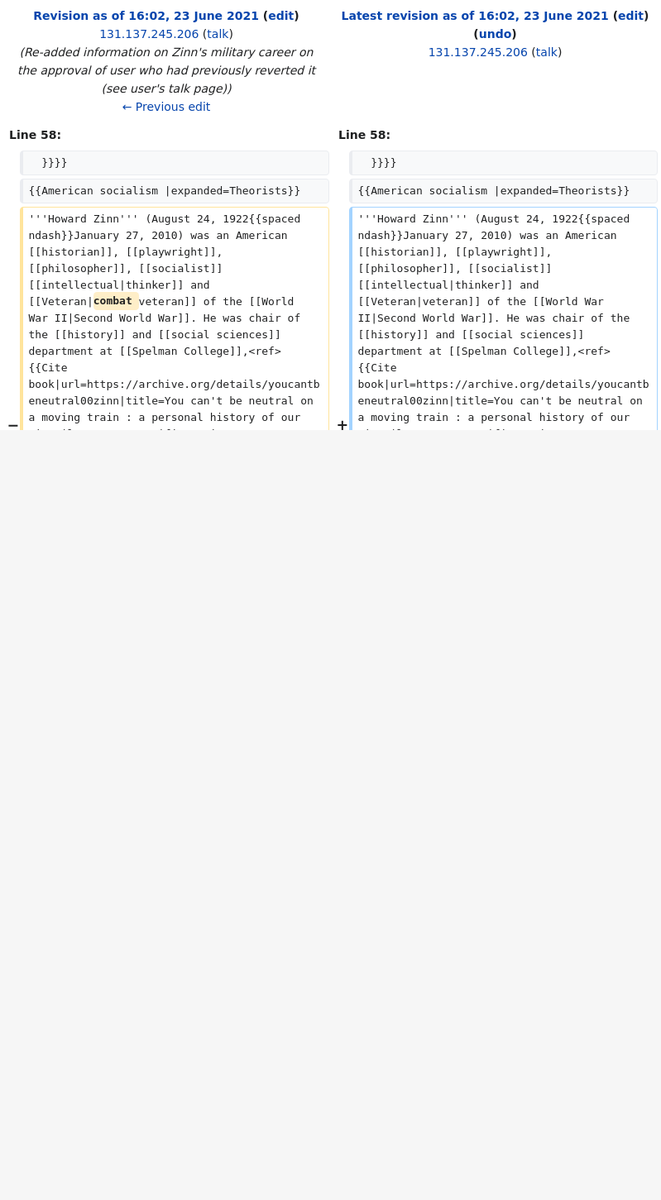 Revision as of 16:02, 23 June 2021 (edit)
131.137.245.206 (talk)
(Re-added information on Zinn's military career on
the approval of user who had previously reverted it
(see user's talk page))
← Previous edit
Latest revision as of 16:02, 23 June 2021 (edit)
(undo)
131.137.245.206 (talk)
Line 58:
Line 58:
}}}}
}}}}
{{American socialism |expanded=Theorists}}
{{American socialism |expanded=Theorists}}
−
'''Howard Zinn''' (August 24, 1922{{spaced
ndash}}January 27, 2010) was an American
[[historian]], [[playwright]],
[[philosopher]], [[socialist]]
[[intellectual|thinker]] and
[[Veteran|combat veteran]] of the [[World
War II|Second World War]]. He was chair of
the [[history]] and [[social sciences]]
department at [[Spelman College]],<ref>
{{Cite
book|url=https://archive.org/details/youcantb
eneutral00zinn|title=You can't be neutral on
a moving train : a personal history of our
+
'''Howard Zinn''' (August 24, 1922{{spaced
ndash}}January 27, 2010) was an American
[[historian]], [[playwright]],
[[philosopher]], [[socialist]]
[[intellectual|thinker]] and
[[Veteran|veteran]] of the [[World War
II|Second World War]]. He was chair of
the [[history]] and [[social sciences]]
department at [[Spelman College]],<ref>
{{Cite
book|url=https://archive.org/details/youcantb
eneutral00zinn|title=You can't be neutral on
a moving train : a personal history of our